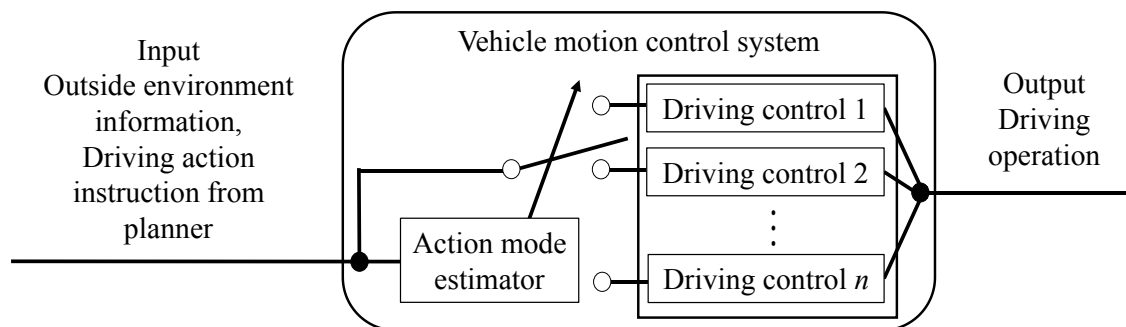 Input
Outside environment
information,
Driving action
instruction from
planner
Vehicle motion control system
Action mode
estimator
Driving control 1
Driving control 2
⋮
Driving control n
Output
Driving
operation